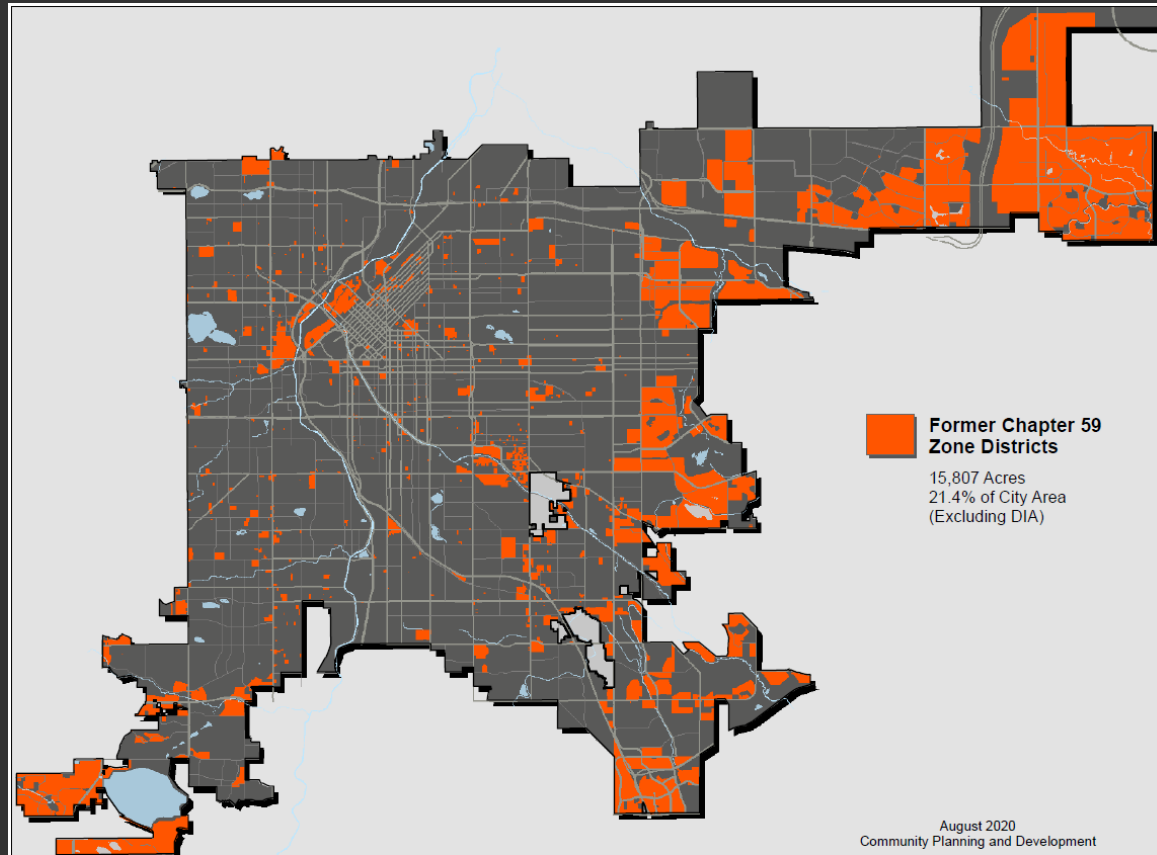 Former Chapter 59
Zone Districts
15,807 Acres
21.4% of City Area
(Excluding DIA)
August 2020
Community Planning and Development